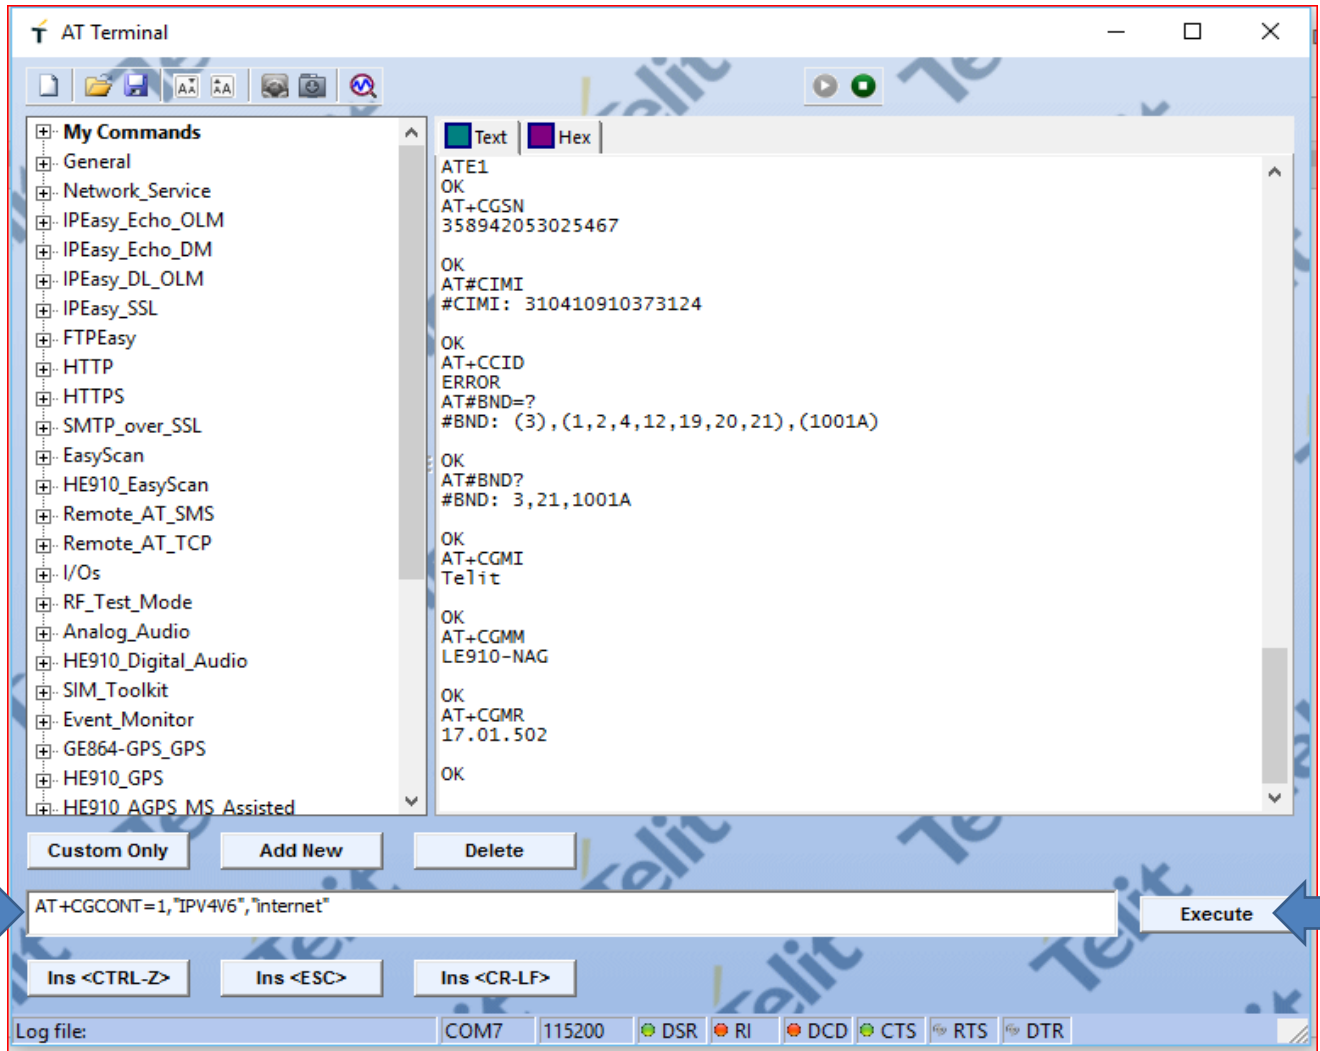 AT Terminal
My Commands
General
Network_Service
IPEasy_Echo_OLM
IPEasy_Echo_DM
IPEasy_DL_OLM
IPEasy_SSL
FTPEasy
HTTP
HTTPS
SMTP_over_SSL
EasyScan
HE910_EasyScan
Remote_AT_SMS
Remote_AT_TCP
I/Os
RF_Test_Mode
Analog_Audio
HE910_Digital_Audio
SIM_Toolkit
Event_Monitor
GE864-GPS_GPS
HE910_GPS
HE910_AGPS_MS_Assisted
Text Hex
ATE1
OK
AT+CGSN
358942053025467
OK
AT#CIMI
#CIMI: 310410910373124
OK
AT+CCID
ERROR
AT#BND=?
#BND: (3),(1,2,4,12,19,20,21),(1001A)
OK
AT#BND?
#BND: 3,21,1001A
OK
AT+CGMI
Telit
OK
AT+CGMM
LE910-NAG
OK
AT+CGMR
17.01.502
OK
Custom Only Add New Delete
AT+CGCONT=1,"IPV4V6","internet"
Execute
Ins <CTRL-Z> Ins <ESC> Ins <CR-LF>
Log file: COM7 115200 DSR RI DCD CTS RTS DTR